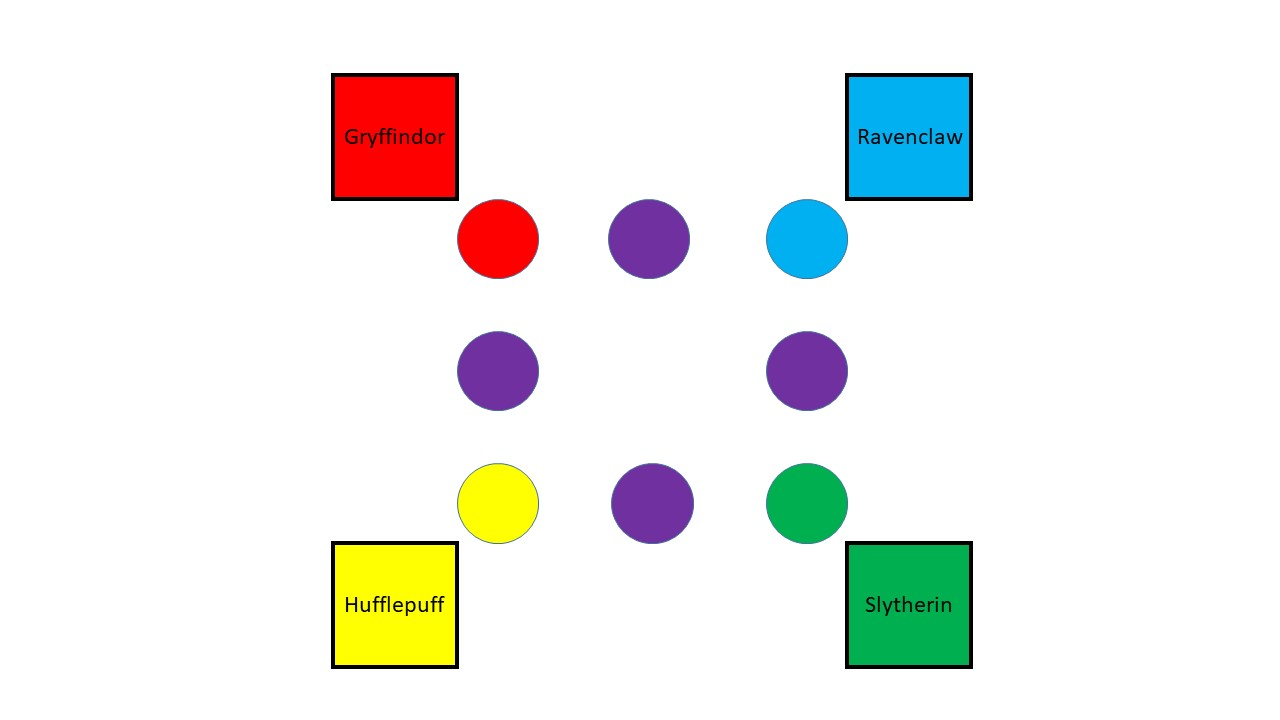 Gryffindor
Ravenclaw
Hufflepuff
Slytherin